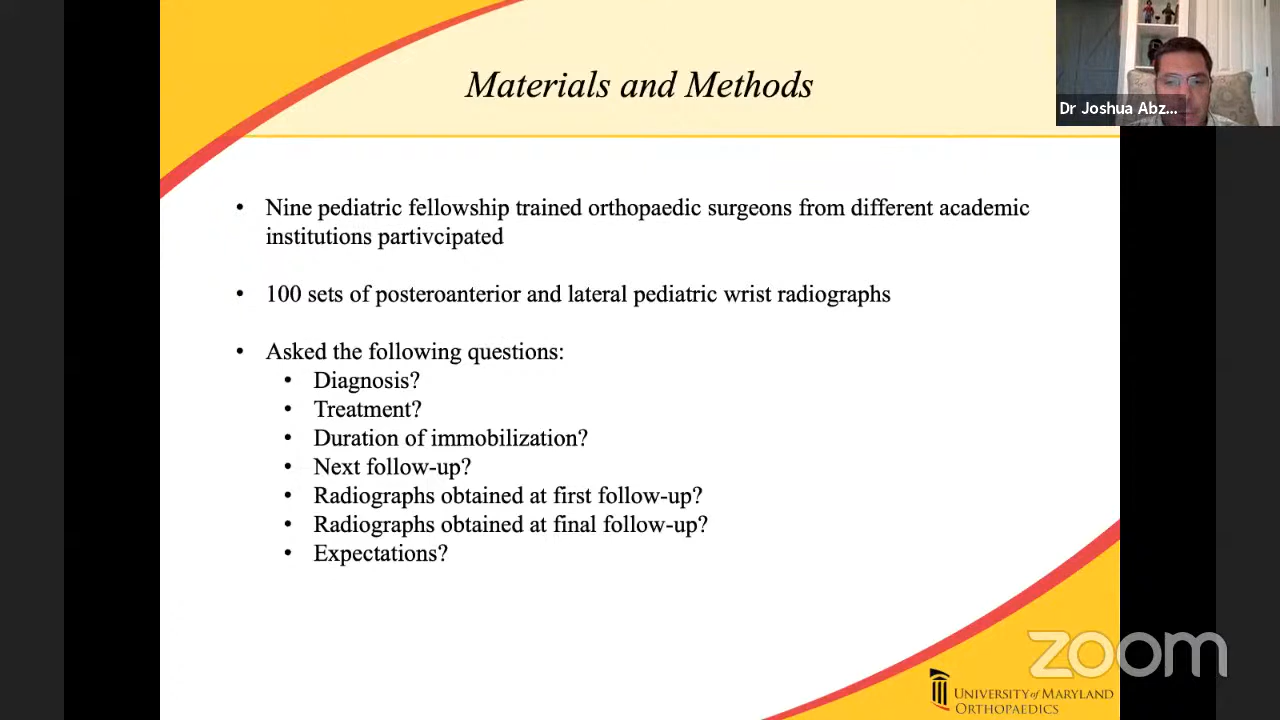 Materials and Methods
Dr Joshua Abz...
• Nine pediatric fellowship trained orthopaedic surgeons from different academic
institutions partivcipated
• 100 sets of posteroanterior and lateral pediatric wrist radiographs
• Asked the following questions:
• Diagnosis?
• Treatment?
• Duration of immobilization?
• Next follow-up?
• Radiographs obtained at first follow-up?
• Radiographs obtained at final follow-up?
• Expectations?
zoom
UNIVERSITY of MARYLAND
ORTHOPAEDICS